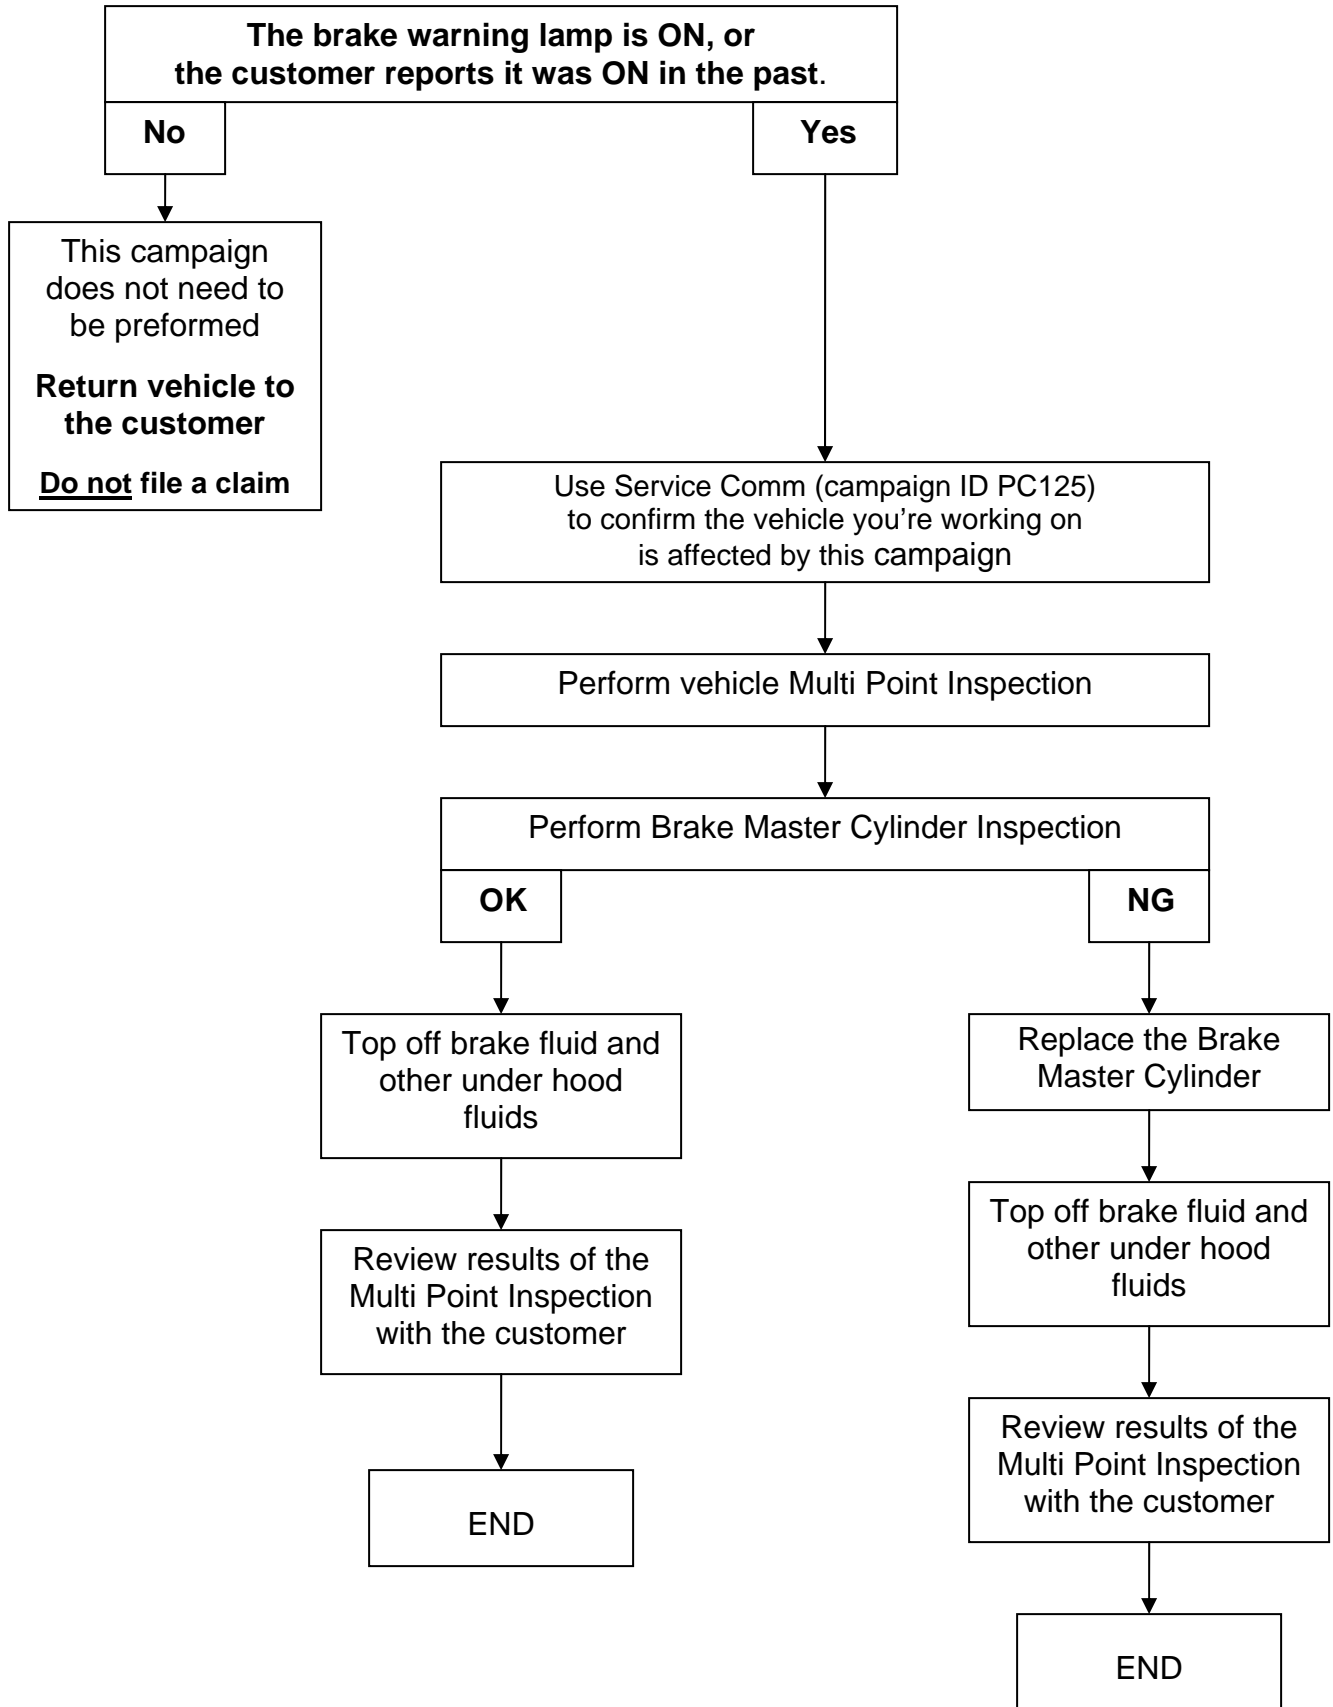 The brake warning lamp is ON, or
the customer reports it was ON in the past.
No
Yes
This campaign
does not need to
be preformed
Return vehicle to
the customer
Do not file a claim
Use Service Comm (campaign ID PC125)
to confirm the vehicle you’re working on
is affected by this campaign
Perform vehicle Multi Point Inspection
Perform Brake Master Cylinder Inspection
OK
NG
Top off brake fluid and
other under hood
fluids
Review results of the
Multi Point Inspection
with the customer
END
Replace the Brake
Master Cylinder
Top off brake fluid and
other under hood
fluids
Review results of the
Multi Point Inspection
with the customer
END